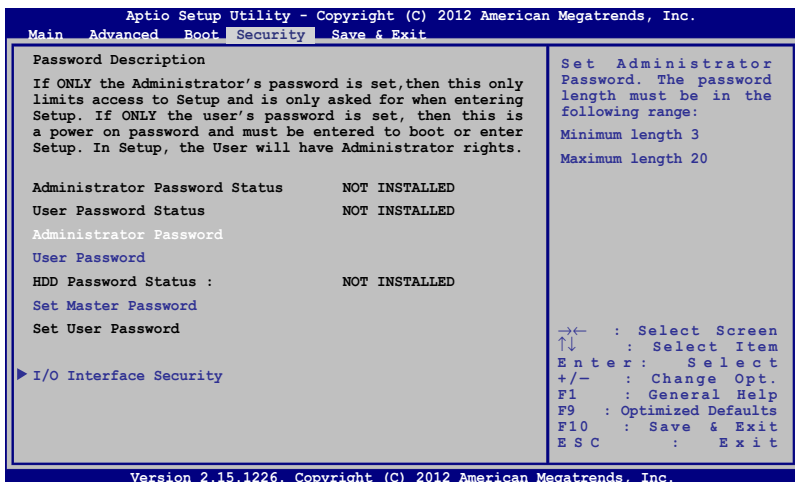 Aptio Setup Utility - Copyright (C) 2012 American Megatrends, Inc.
Main Advanced Boot Security Save & Exit
Password Description
If ONLY the Administrator's password is set,then this only
limits access to Setup and is only asked for when entering
Setup. If ONLY the user's password is set, then this is
a power on password and must be entered to boot or enter
Setup. In Setup, the User will have Administrator rights.
Administrator Password Status NOT INSTALLED
User Password Status NOT INSTALLED
Administrator Password
User Password
HDD Password Status : NOT INSTALLED
Set Master Password
Set User Password
I/O Interface Security
Set Administrator
Password. The password
length must be in the
following range:
Minimum length 3
Maximum length 20
→← : Select Screen
↑↓ : Select Item
Enter: Select
+/− : Change Opt.
F1 : General Help
F9 : Optimized Defaults
F10 : Save & Exit
ESC : Exit
Version 2.15.1226. Copyright (C) 2012 American Megatrends, Inc.